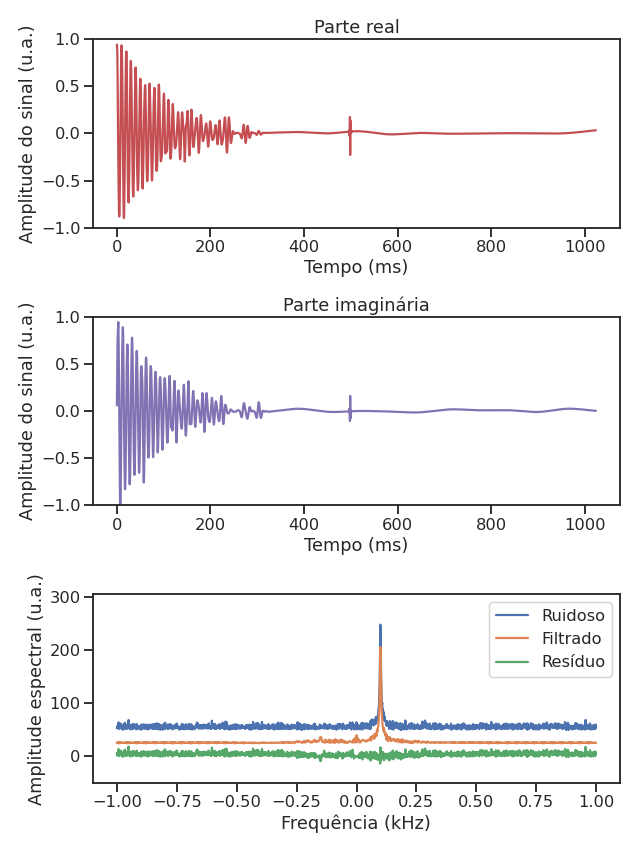 Parte real
Amplitude do sinal (u.a.)
1.0
0.5
0.0
−0.5
−1.0
0 200 400 600 800 1000
Tempo (ms)
Parte imaginária
Amplitude do sinal (u.a.)
1.0
0.5
0.0
−0.5
−1.0
0 200 400 600 800 1000
Tempo (ms)
Amplitude espectral (u.a.)
300
200
100
0
Ruidoso
Filtrado
Resíduo
−1.00 −0.75 −0.50 −0.25 0.00 0.25 0.50 0.75 1.00
Frequência (kHz)